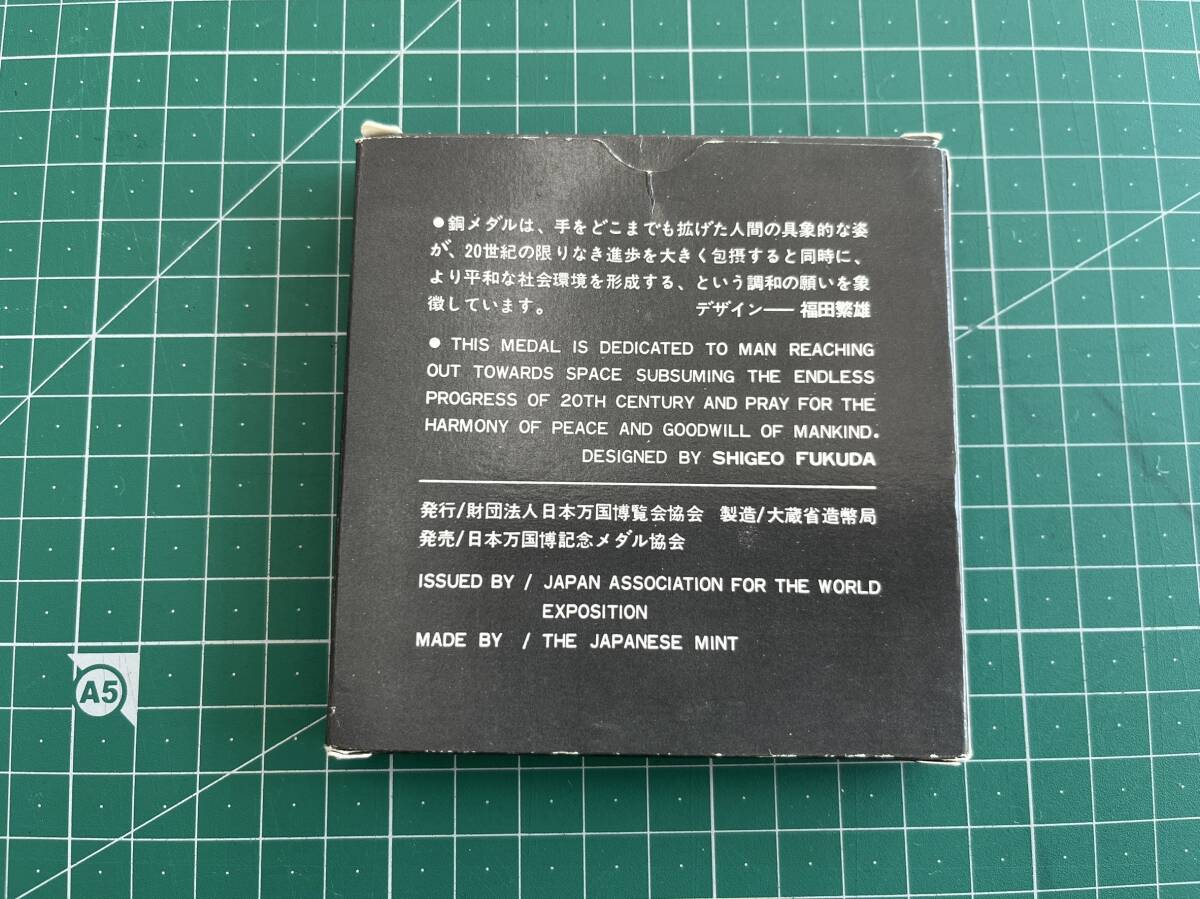 ●銅メダルは、手をどこまでも拡げた人間の具象的な姿
が、20世紀の限りなき進歩を大きく包摂すると同時に、
より平和な社会環境を形成する、という調和の願いを象
徴しています。 デザイン── 福田繁雄
● THIS MEDAL IS DEDICATED TO MAN REACHING
OUT TOWARDS SPACE SUBSUMING THE ENDLESS
PROGRESS OF 20TH CENTURY AND PRAY FOR THE
HARMONY OF PEACE AND GOODWILL OF MANKIND.
DESIGNED BY SHIGEO FUKUDA
発行/財団法人日本万国博覧会協会 製造/大蔵省造幣局
発売/日本万国博記念メダル協会
ISSUED BY / JAPAN ASSOCIATION FOR THE WORLD
EXPOSITION
MADE BY / THE JAPANESE MINT
A5